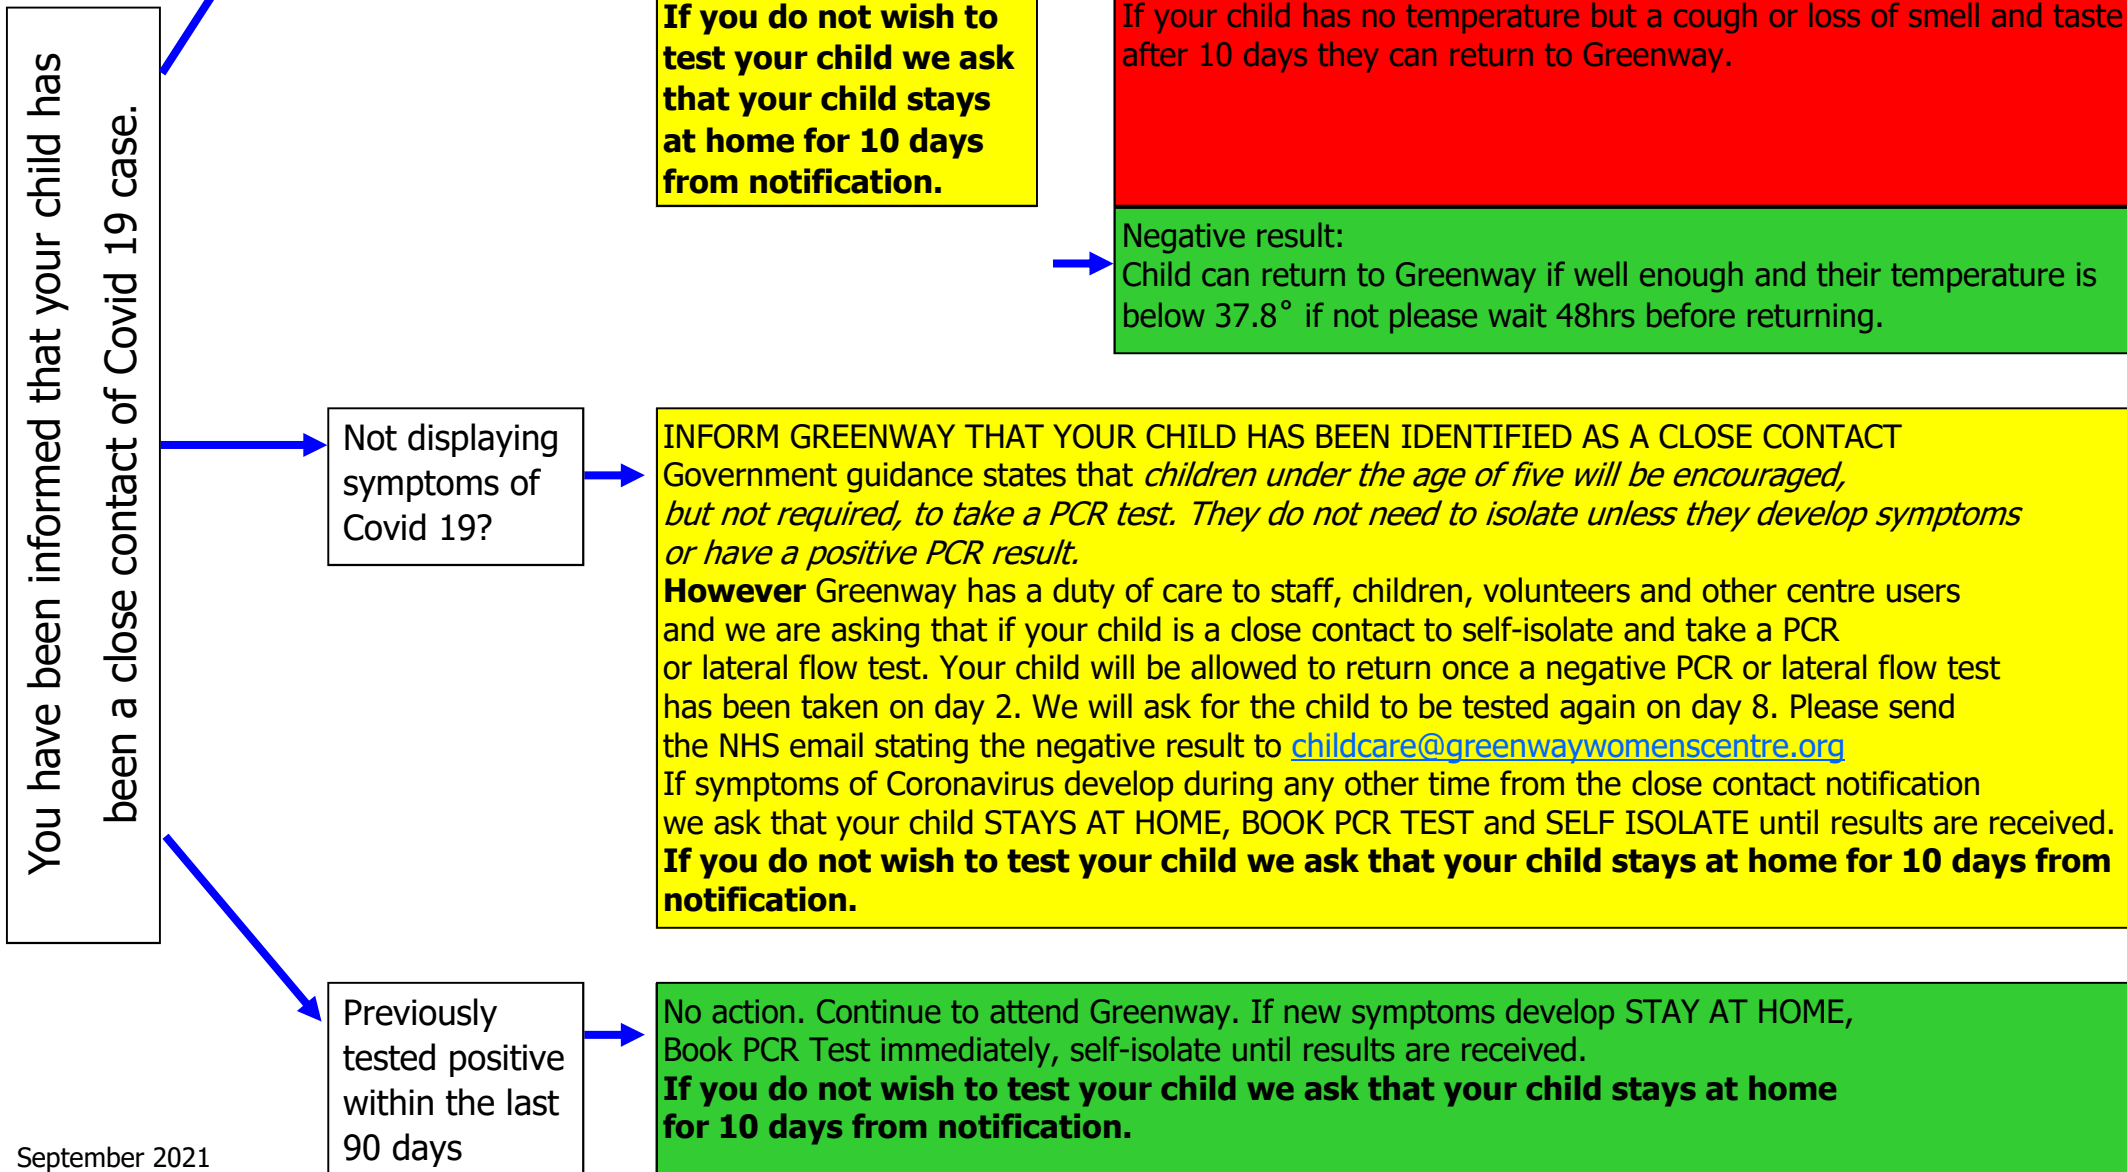 You have been informed that your child has
been a close contact of Covid 19 case.
If you do not wish to
test your child we ask
that your child stays
at home for 10 days
from notification.
If your child has no temperature but a cough or loss of smell and taste
after 10 days they can return to Greenway.
Negative result:
Child can return to Greenway if well enough and their temperature is
below 37.8° if not please wait 48hrs before returning.
Not displaying
symptoms of
Covid 19?
INFORM GREENWAY THAT YOUR CHILD HAS BEEN IDENTIFIED AS A CLOSE CONTACT
Government guidance states that children under the age of five will be encouraged,
but not required, to take a PCR test. They do not need to isolate unless they develop symptoms
or have a positive PCR result.
However Greenway has a duty of care to staff, children, volunteers and other centre users
and we are asking that if your child is a close contact to self-isolate and take a PCR
or lateral flow test. Your child will be allowed to return once a negative PCR or lateral flow test
has been taken on day 2. We will ask for the child to be tested again on day 8. Please send
the NHS email stating the negative result to childcare@greenwaywomenscentre.org
If symptoms of Coronavirus develop during any other time from the close contact notification
we ask that your child STAYS AT HOME, BOOK PCR TEST and SELF ISOLATE until results are received.
If you do not wish to test your child we ask that your child stays at home for 10 days from
notification.
Previously
tested positive
within the last
90 days
No action. Continue to attend Greenway. If new symptoms develop STAY AT HOME,
Book PCR Test immediately, self-isolate until results are received.
If you do not wish to test your child we ask that your child stays at home
for 10 days from notification.
September 2021